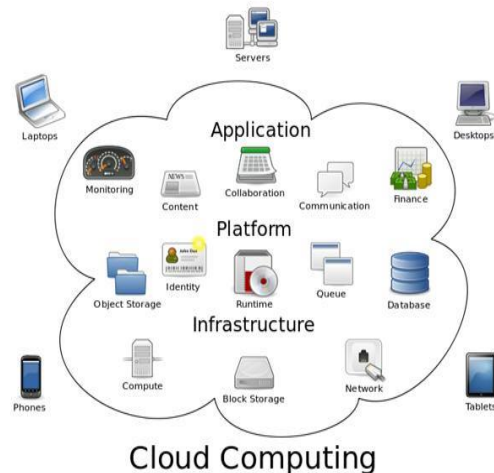 Servers
Laptops
Desktops
Application
Monitoring
Content
Collaboration
Communication
Finance
Platform
Object Storage
Identity
Runtime
Queue
Database
Infrastructure
Compute
Block Storage
Network
Phones
Tablets
Cloud Computing